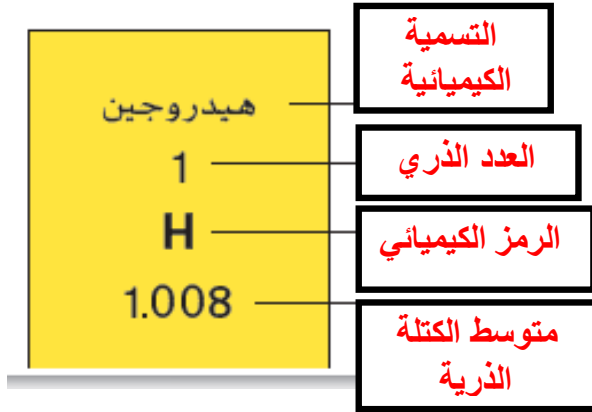 التسمية
الكيميائية
هيدروجين
العدد الذري
1
الرمز الكيميائي
H
متوسط الكتلة
الذرية
1.008